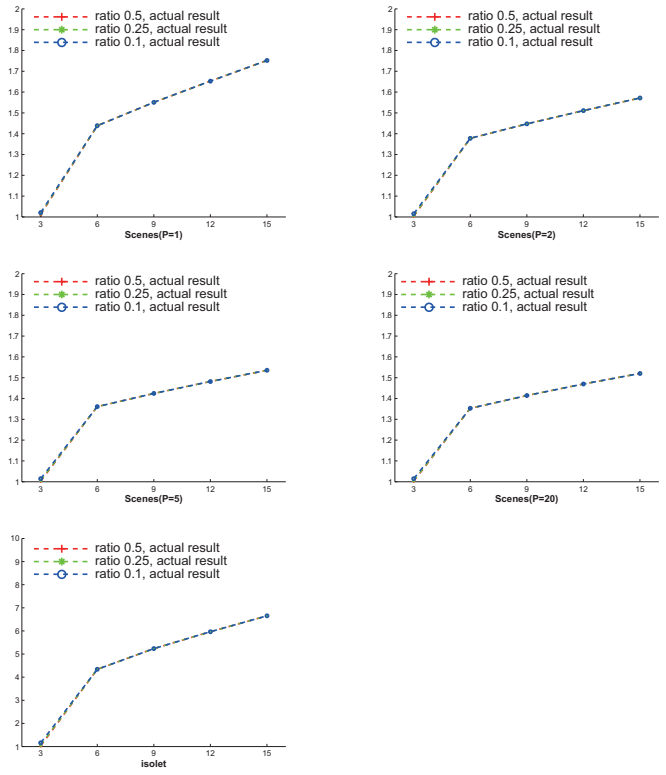 2
1.9
1.8
1.7
1.6
1.5
1.4
1.3
1.2
1.1
1
ratio 0.5, actual result
ratio 0.25, actual result
ratio 0.1, actual result
3 6 9 12 15
Scenes(P=1)
2
1.9
1.8
1.7
1.6
1.5
1.4
1.3
1.2
1.1
1
ratio 0.5, actual result
ratio 0.25, actual result
ratio 0.1, actual result
3 6 9 12 15
Scenes(P=2)
2
1.9
1.8
1.7
1.6
1.5
1.4
1.3
1.2
1.1
1
ratio 0.5, actual result
ratio 0.25, actual result
ratio 0.1, actual result
3 6 9 12 15
Scenes(P=5)
2
1.9
1.8
1.7
1.6
1.5
1.4
1.3
1.2
1.1
1
ratio 0.5, actual result
ratio 0.25, actual result
ratio 0.1, actual result
3 6 9 12 15
Scenes(P=20)
10
9
8
7
6
5
4
3
2
1
ratio 0.5, actual result
ratio 0.25, actual result
ratio 0.1, actual result
3 6 9 12 15
isolet